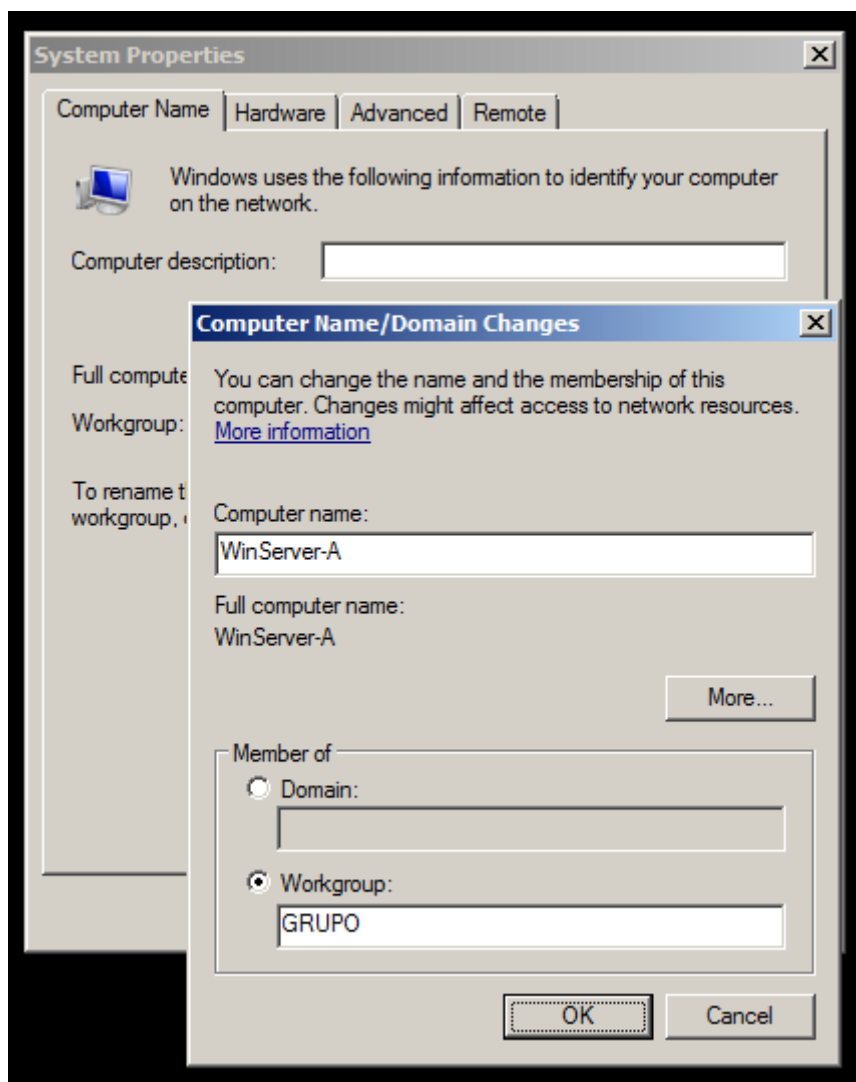 System Properties
Computer Name
Hardware
Advanced
Remote
Windows uses the following information to identify your computer
on the network.
Computer description:
Full compute
Workgroup:
To rename t
workgroup,
Computer Name/Domain Changes
You can change the name and the membership of this
computer. Changes might affect access to network resources.
More information
Computer name:
WinServer-A
Full computer name:
WinServer-A
More...
Member of
Domain:
Workgroup:
GRUPO
OK
Cancel